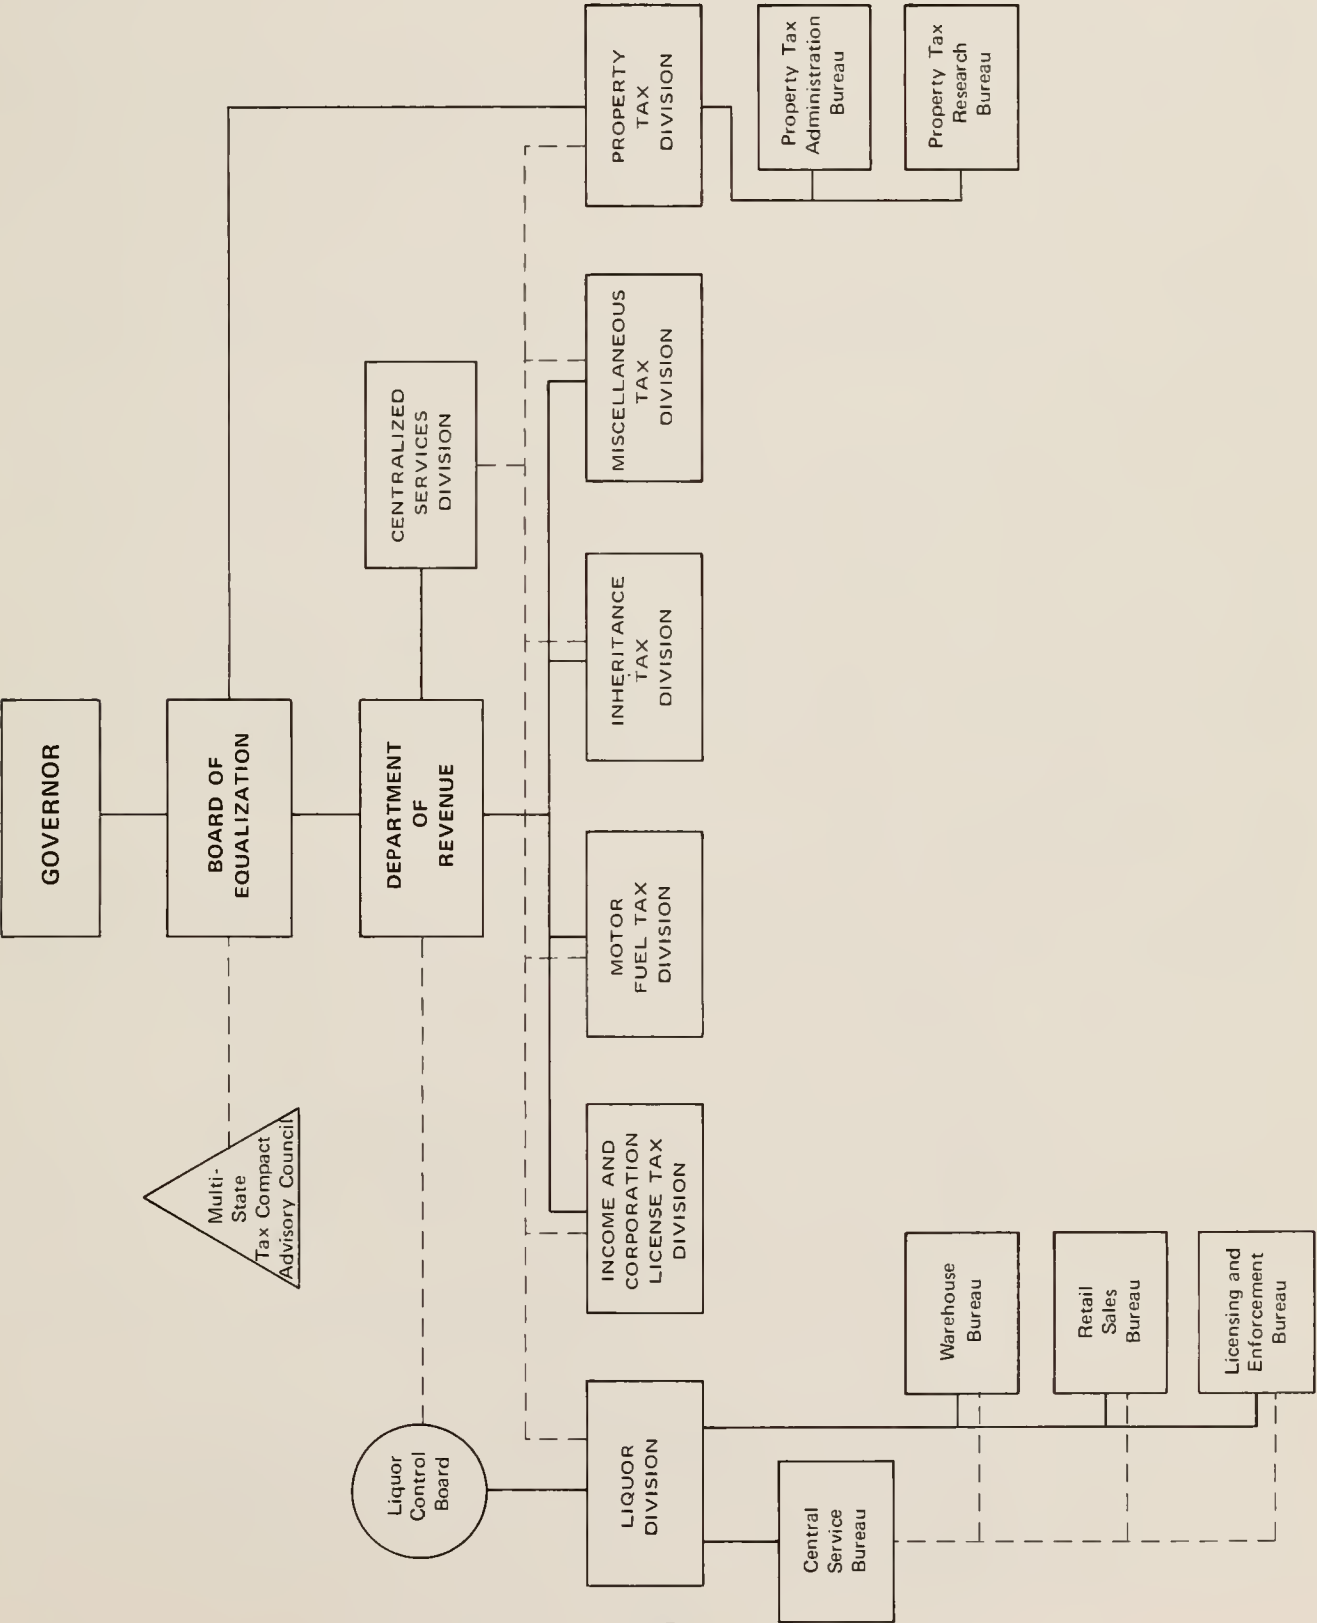 GOVERNOR
BOARD OF
EQUALIZATION
Multi-
State
Tax Compact
Advisory Council
DEPARTMENT
OF
REVENUE
Liquor
Control
Board
CENTRALIZED
SERVICES
DIVISION
LIQUOR
DIVISION
INCOME AND
CORPORATION
LICENSE TAX
DIVISION
MOTOR
FUEL TAX
DIVISION
INHERITANCE
TAX
DIVISION
MISCELLANEOUS
TAX
DIVISION
PROPERTY
TAX
DIVISION
Central
Service
Bureau
Warehouse
Bureau
Retail
Sales
Bureau
Licensing and
Enforcement
Bureau
Property Tax
Administration
Bureau
Property Tax
Research
Bureau